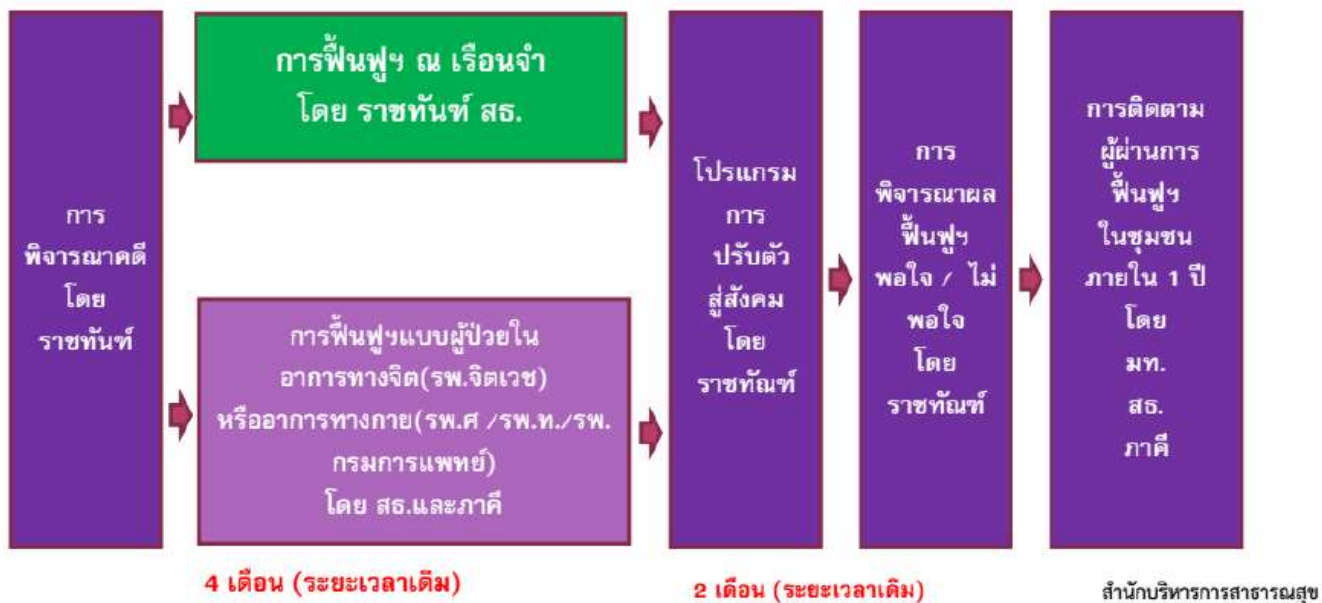 การ
พิจารณาคดี
โดย
ราชทันท์
การฟื้นฟูฯ ณ เรือนจำ
โดย ราชทันฑ์ สธ.
การฟื้นฟูฯแบบผู้ป่วยใน
อาการทางจิต(รพ.จิตเวช)
หรืออาการทางกาย(รพ.ศ /รพ.ท./รพ.
กรมการแพทย์)
โดย สธ.และภาคี
4 เดือน (ระยะเวลาเดิม)
โปรแกรม
การ
ปรับตัว
สู่สังคม
โดย
ราชทัณฑ์
2 เดือน (ระยะเวลาเดิม)
การ
พิจารณาผล
ฟื้นฟูฯ
พอใจ / ไม่
พอใจ
โดย
ราชทัณฑ์
การติดตาม
ผู้ผ่านการ
ฟื้นฟูฯ
ในชุมชน
ภายใน 1 ปี
โดย
มท.
สธ.
ภาคี
สำนักบริหารการสาธารณสุข